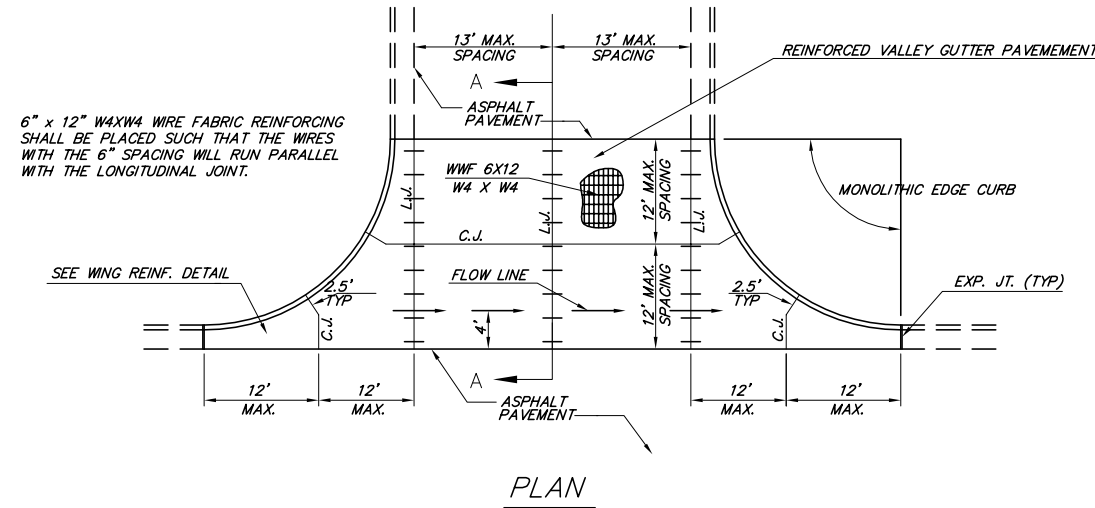 13' MAX.
SPACING
13' MAX.
SPACING
REINFORCED VALLEY GUTTER PAVEMEMENT
A
ASPHALT
PAVEMENT
6" x 12" W4XW4 WIRE FABRIC REINFORCING
SHALL BE PLACED SUCH THAT THE WIRES
WITH THE 6" SPACING WILL RUN PARALLEL
WITH THE LONGITUDINAL JOINT.
WWF 6X12
W4 X W4
12' MAX.
SPACING
MONOLITHIC EDGE CURB
L.J.
L.J.
L.J.
C.J.
SEE WING REINF. DETAIL
FLOW LINE
12' MAX.
SPACING
EXP. JT. (TYP)
2.5'
TYP
2.5'
TYP
C.J.
4'
C.J.
A
12'
MAX.
12'
MAX.
ASPHALT
PAVEMENT
12'
MAX.
12'
MAX.
PLAN